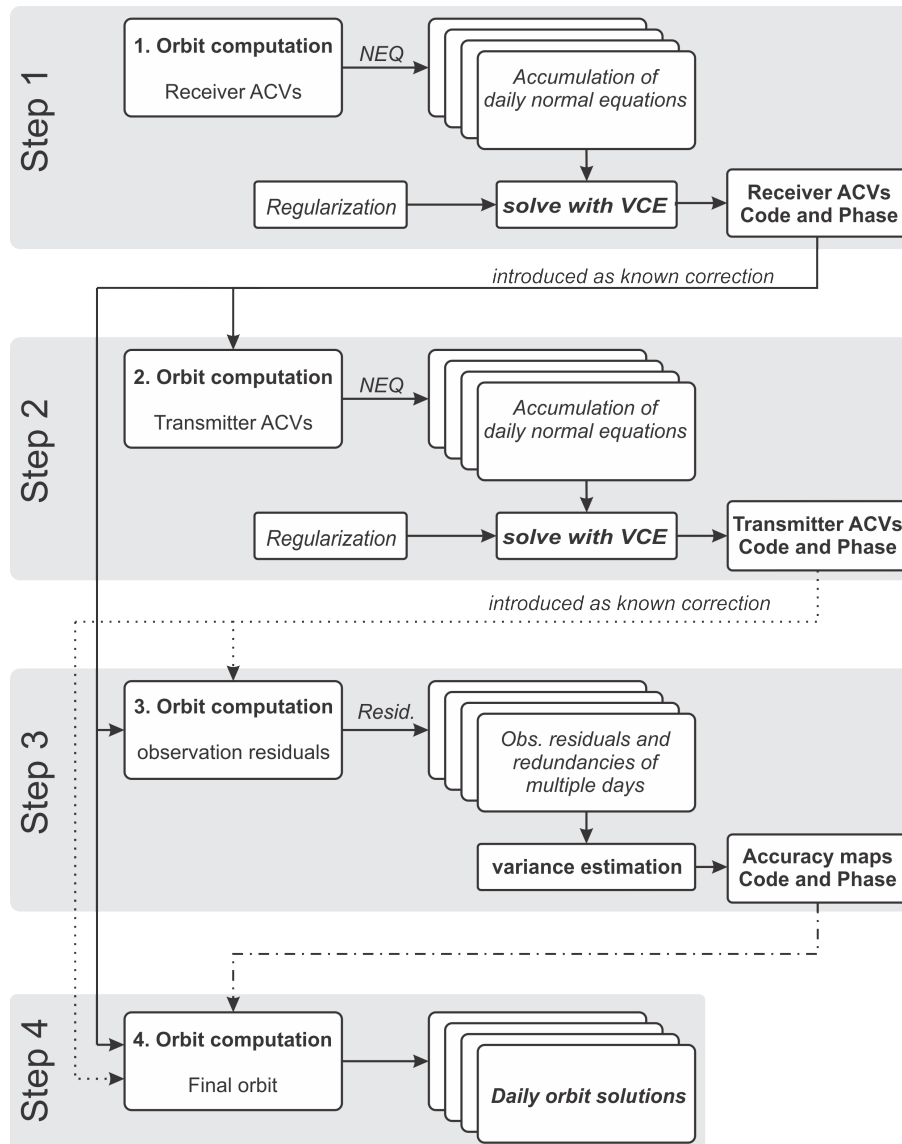 Step 1
1. Orbit computation
Receiver ACVs
NEQ
Accumulation of
daily normal equations
Regularization
solve with VCE
Receiver ACVs
Code and Phase
introduced as known correction
Step 2
2. Orbit computation
Transmitter ACVs
NEQ
Accumulation of
daily normal equations
Regularization
solve with VCE
Transmitter ACVs
Code and Phase
introduced as known correction
Step 3
3. Orbit computation
observation residuals
Resid.
Obs. residuals and
redundancies of
multiple days
variance estimation
Accuracy maps
Code and Phase
Step 4
4. Orbit computation
Final orbit
Daily orbit solutions